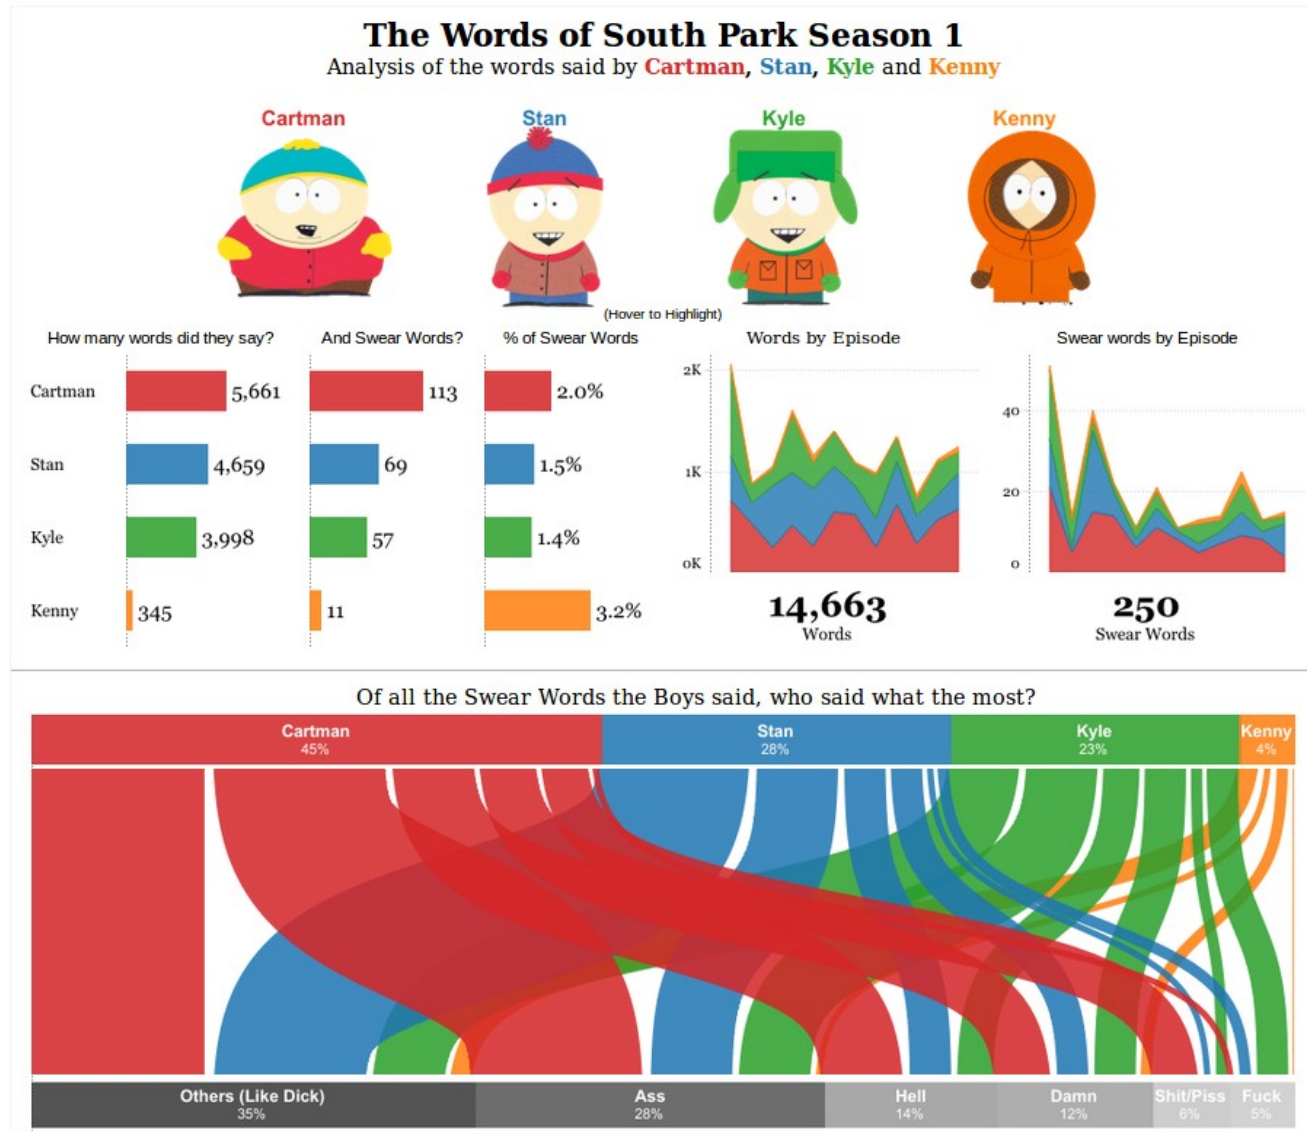 The Words of South Park Season 1
Analysis of the words said by Cartman, Stan, Kyle and Kenny
Cartman Stan Kyle Kenny
(Hover to Highlight)
How many words did they say? And Swear Words? % of Swear Words Words by Episode Swear words by Episode
Cartman 5,661 113 2.0%
Stan 4,659 69 1.5%
Kyle 3,998 57 1.4%
Kenny 345 11 3.2%
2K
1K
0K
40
20
0
14,663
Words
250
Swear Words
Of all the Swear Words the Boys said, who said what the most?
Cartman Stan Kyle Kenny
45% 28% 23% 4%
Others (Like Dick) Ass Hell Damn Shit/Piss Fuck
35% 28% 14% 12% 6% 5%